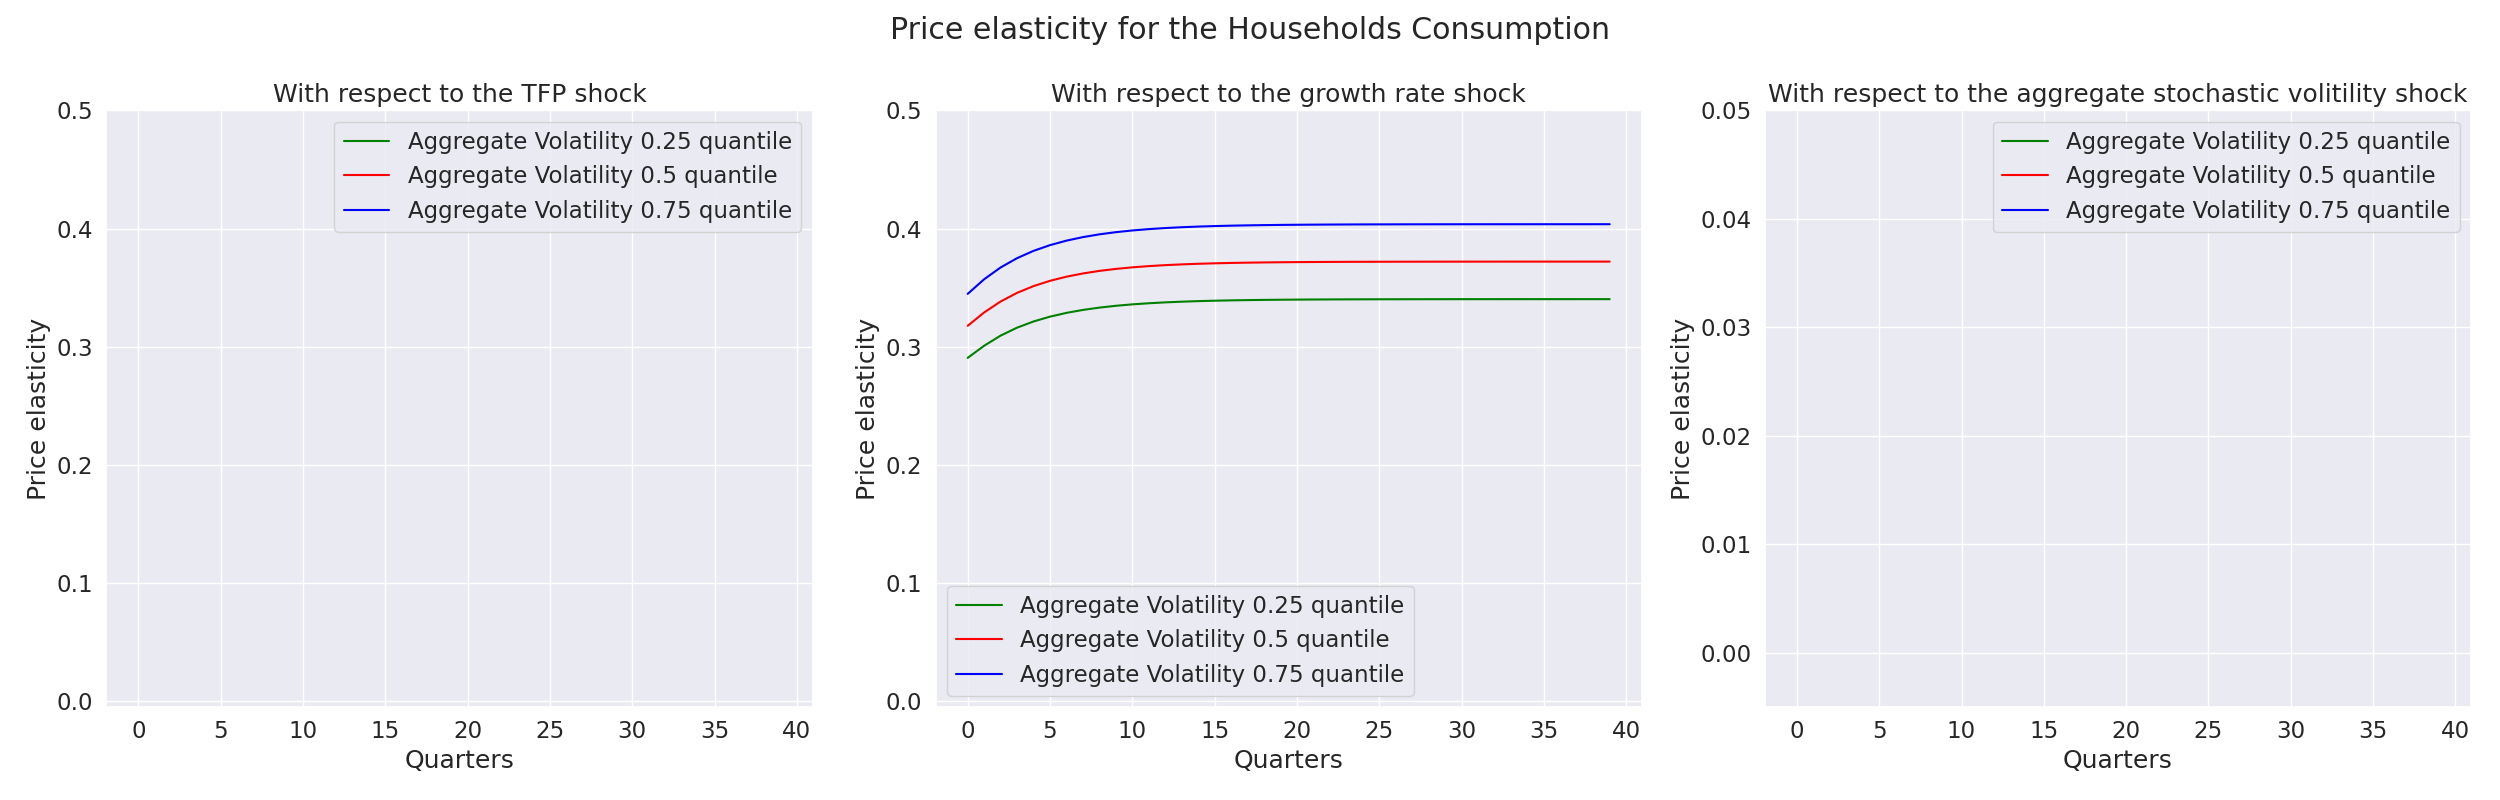 Price elasticity for the Households Consumption
With respect to the TFP shock
0.5
0.4
0.3
0.2
0.1
0.0
Price elasticity
Aggregate Volatility 0.25 quantile
Aggregate Volatility 0.5 quantile
Aggregate Volatility 0.75 quantile
0 5 10 15 20 25 30 35 40
Quarters
With respect to the growth rate shock
0.5
0.4
0.3
0.2
0.1
0.0
Price elasticity
Aggregate Volatility 0.25 quantile
Aggregate Volatility 0.5 quantile
Aggregate Volatility 0.75 quantile
0 5 10 15 20 25 30 35 40
Quarters
With respect to the aggregate stochastic volitility shock
0.05
0.04
0.03
0.02
0.01
0.00
Price elasticity
Aggregate Volatility 0.25 quantile
Aggregate Volatility 0.5 quantile
Aggregate Volatility 0.75 quantile
0 5 10 15 20 25 30 35 40
Quarters